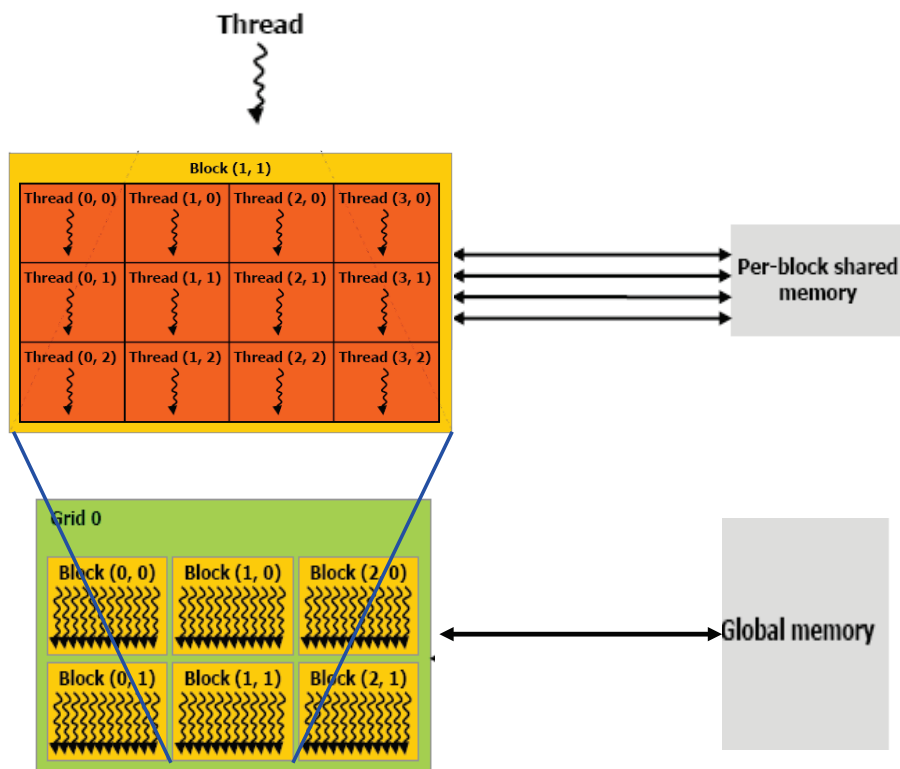 Thread
Block (1, 1)
Thread (0, 0) Thread (1, 0) Thread (2, 0) Thread (3, 0)
Thread (0, 1) Thread (1, 1) Thread (2, 1) Thread (3, 1)
Thread (0, 2) Thread (1, 2) Thread (2, 2) Thread (3, 2)
Per-block shared
memory
Grid 0
Block (0, 0) Block (1, 0) Block (2, 0)
Block (0, 1) Block (1, 1) Block (2, 1)
Global memory